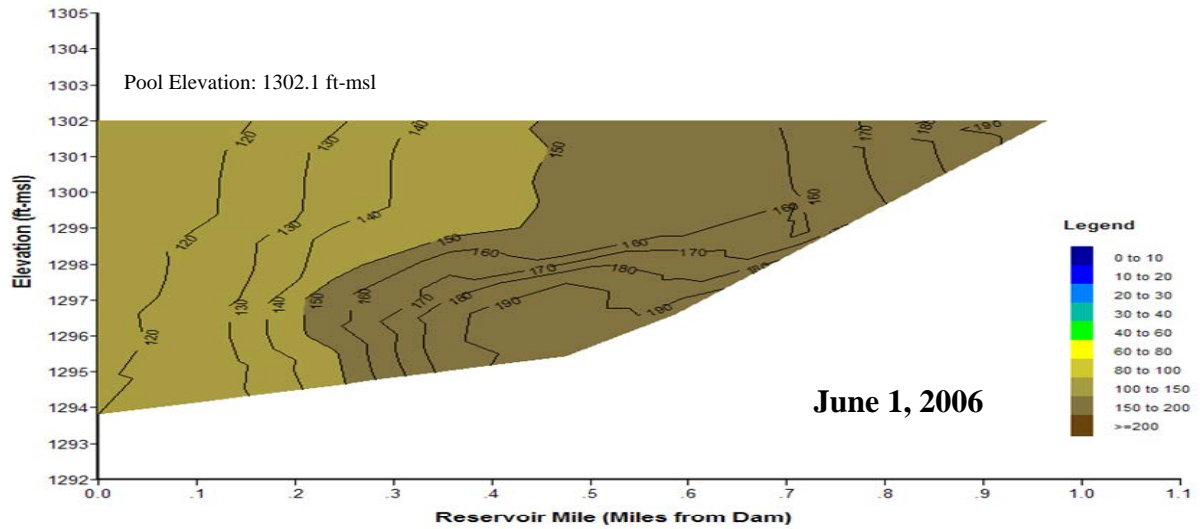 1305
1304
1303
1302
1301
1300
1299
1298
1297
1296
1295
1294
1293
1292
Elevation (ft-msl)
Pool Elevation: 1302.1 ft-msl
120
130
140
150
170
190
120
130
140
150
160
160
160
170
180
150
160
170
180
190
190
130
140
120
June 1, 2006
Legend
0 to 10
10 to 20
20 to 30
30 to 40
40 to 60
60 to 80
80 to 100
100 to 150
150 to 200
>=200
0.0 .1 .2 .3 .4 .5 .6 .7 .8 .9 1.0 1.1
Reservoir Mile (Miles from Dam)